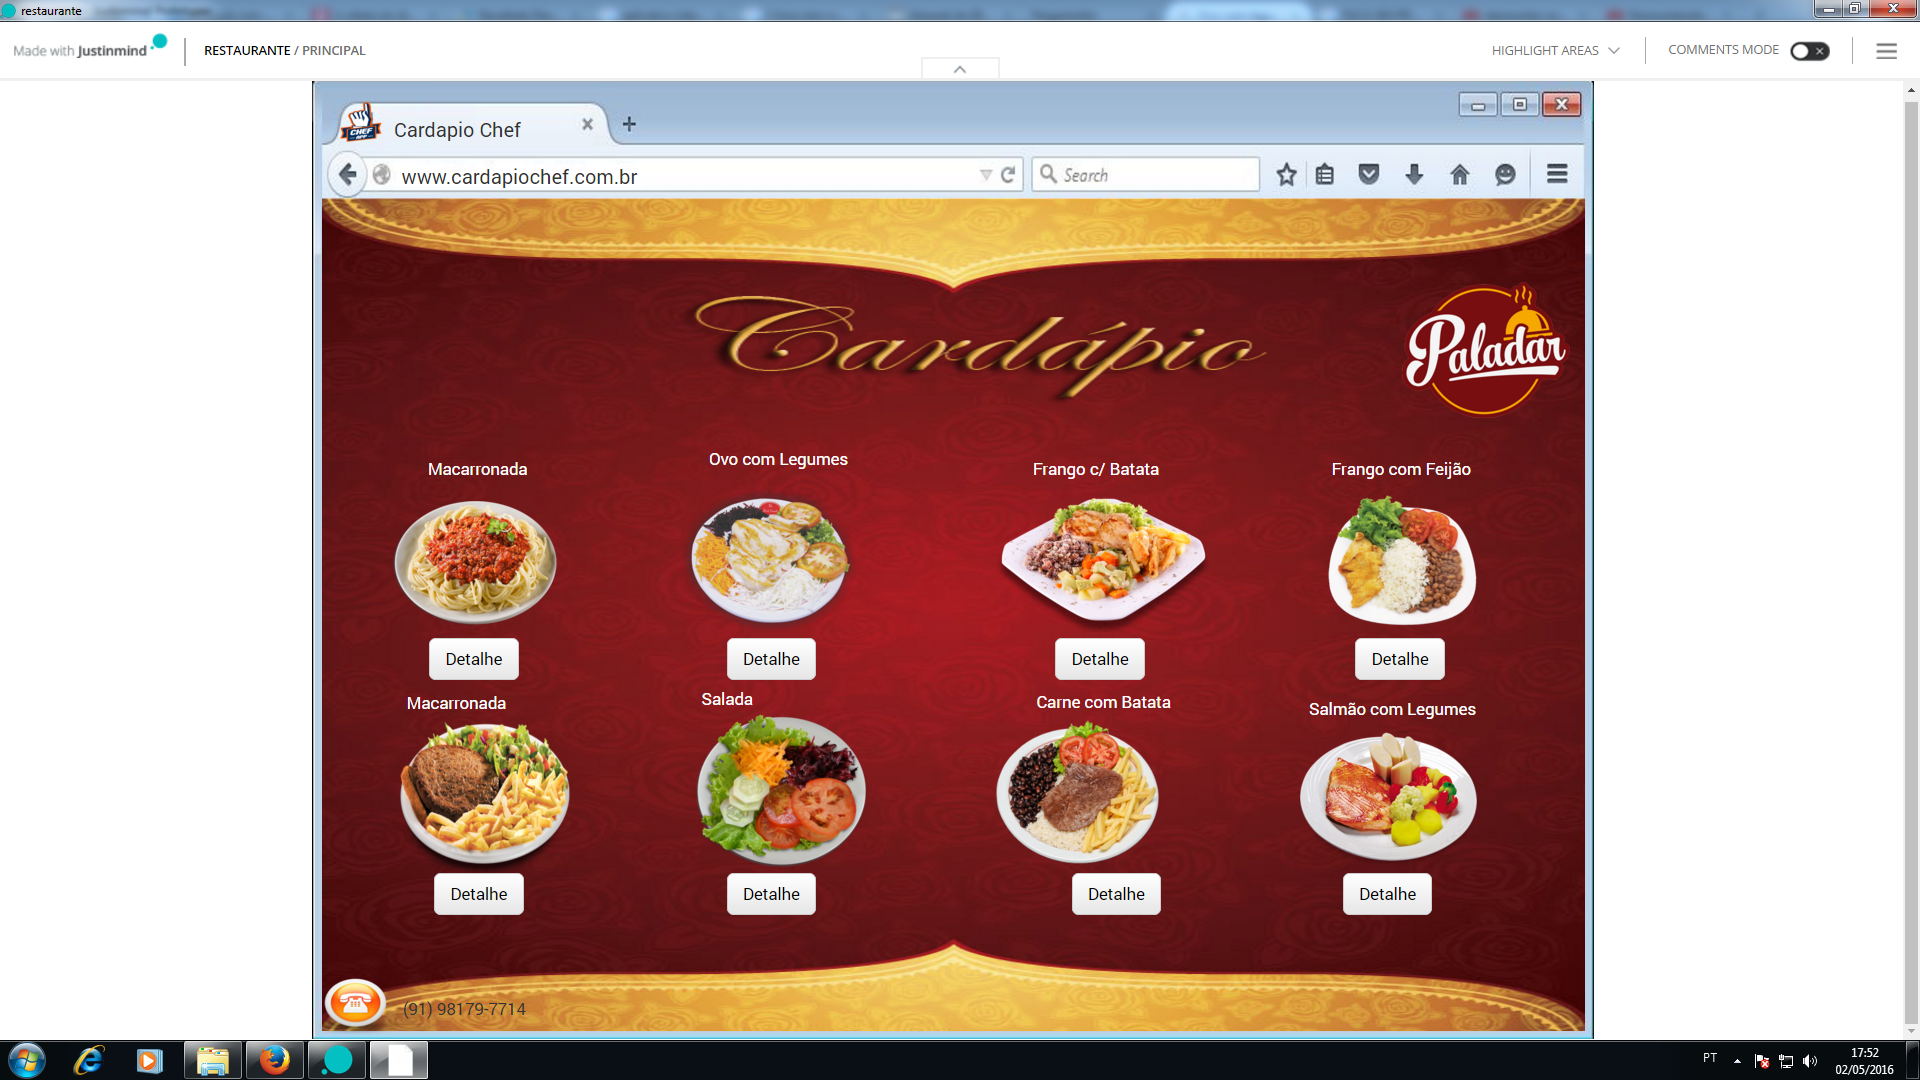 restaurante
Made with Justinmind
RESTAURANTE / PRINCIPAL
HIGHLIGHT AREAS
COMMENTS MODE
CHEF
Cardapio Chef
www.cardapiochef.com.br
Search
Cardápio
Paladar
Macarronada
Ovo com Legumes
Frango c/ Batata
Frango com Feijão
Detalhe
Detalhe
Detalhe
Detalhe
Macarronada
Salada
Carne com Batata
Salmão com Legumes
Detalhe
Detalhe
Detalhe
Detalhe
(91) 98179-7714
PT
17:52
02/05/2016